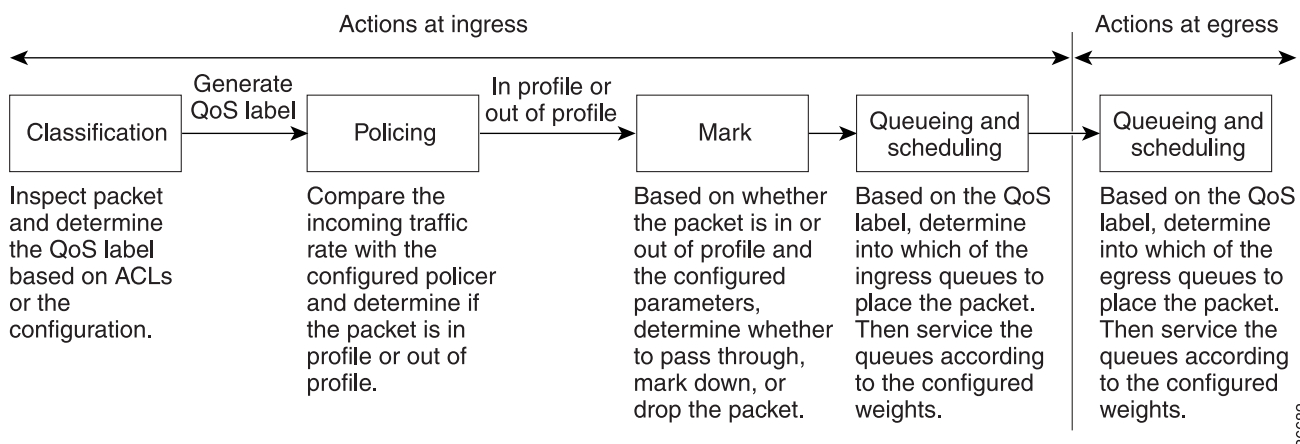 Actions at ingress
Actions at egress
Generate
QoS label
In profile or
out of profile
Classification
Policing
Mark
Queueing and
scheduling
Queueing and
scheduling
Inspect packet
and determine
the QoS label
based on ACLs
or the
configuration.
Compare the
incoming traffic
rate with the
configured policer
and determine if
the packet is in
profile or out of
profile.
Based on whether
the packet is in or
out of profile and
the configured
parameters,
determine whether
to pass through,
mark down, or
drop the packet.
Based on the QoS
label, determine
into which of the
ingress queues to
place the packet.
Then service the
queues according
to the configured
weights.
Based on the QoS
label, determine
into which of the
egress queues to
place the packet.
Then service the
queues according
to the configured
weights.